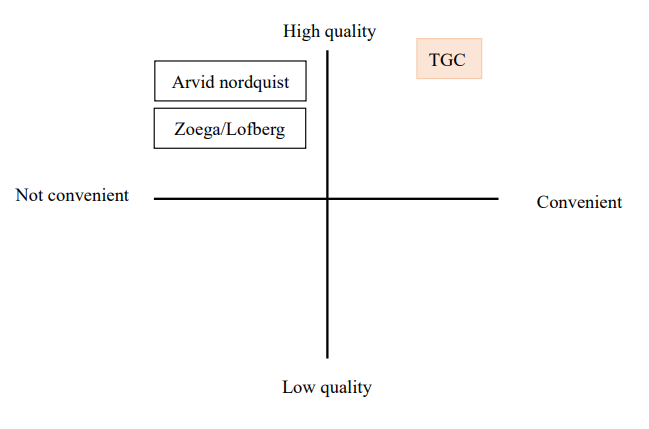 High quality
TGC
Arvid nordquist
Zoega/Lofberg
Not convenient
Convenient
Low quality